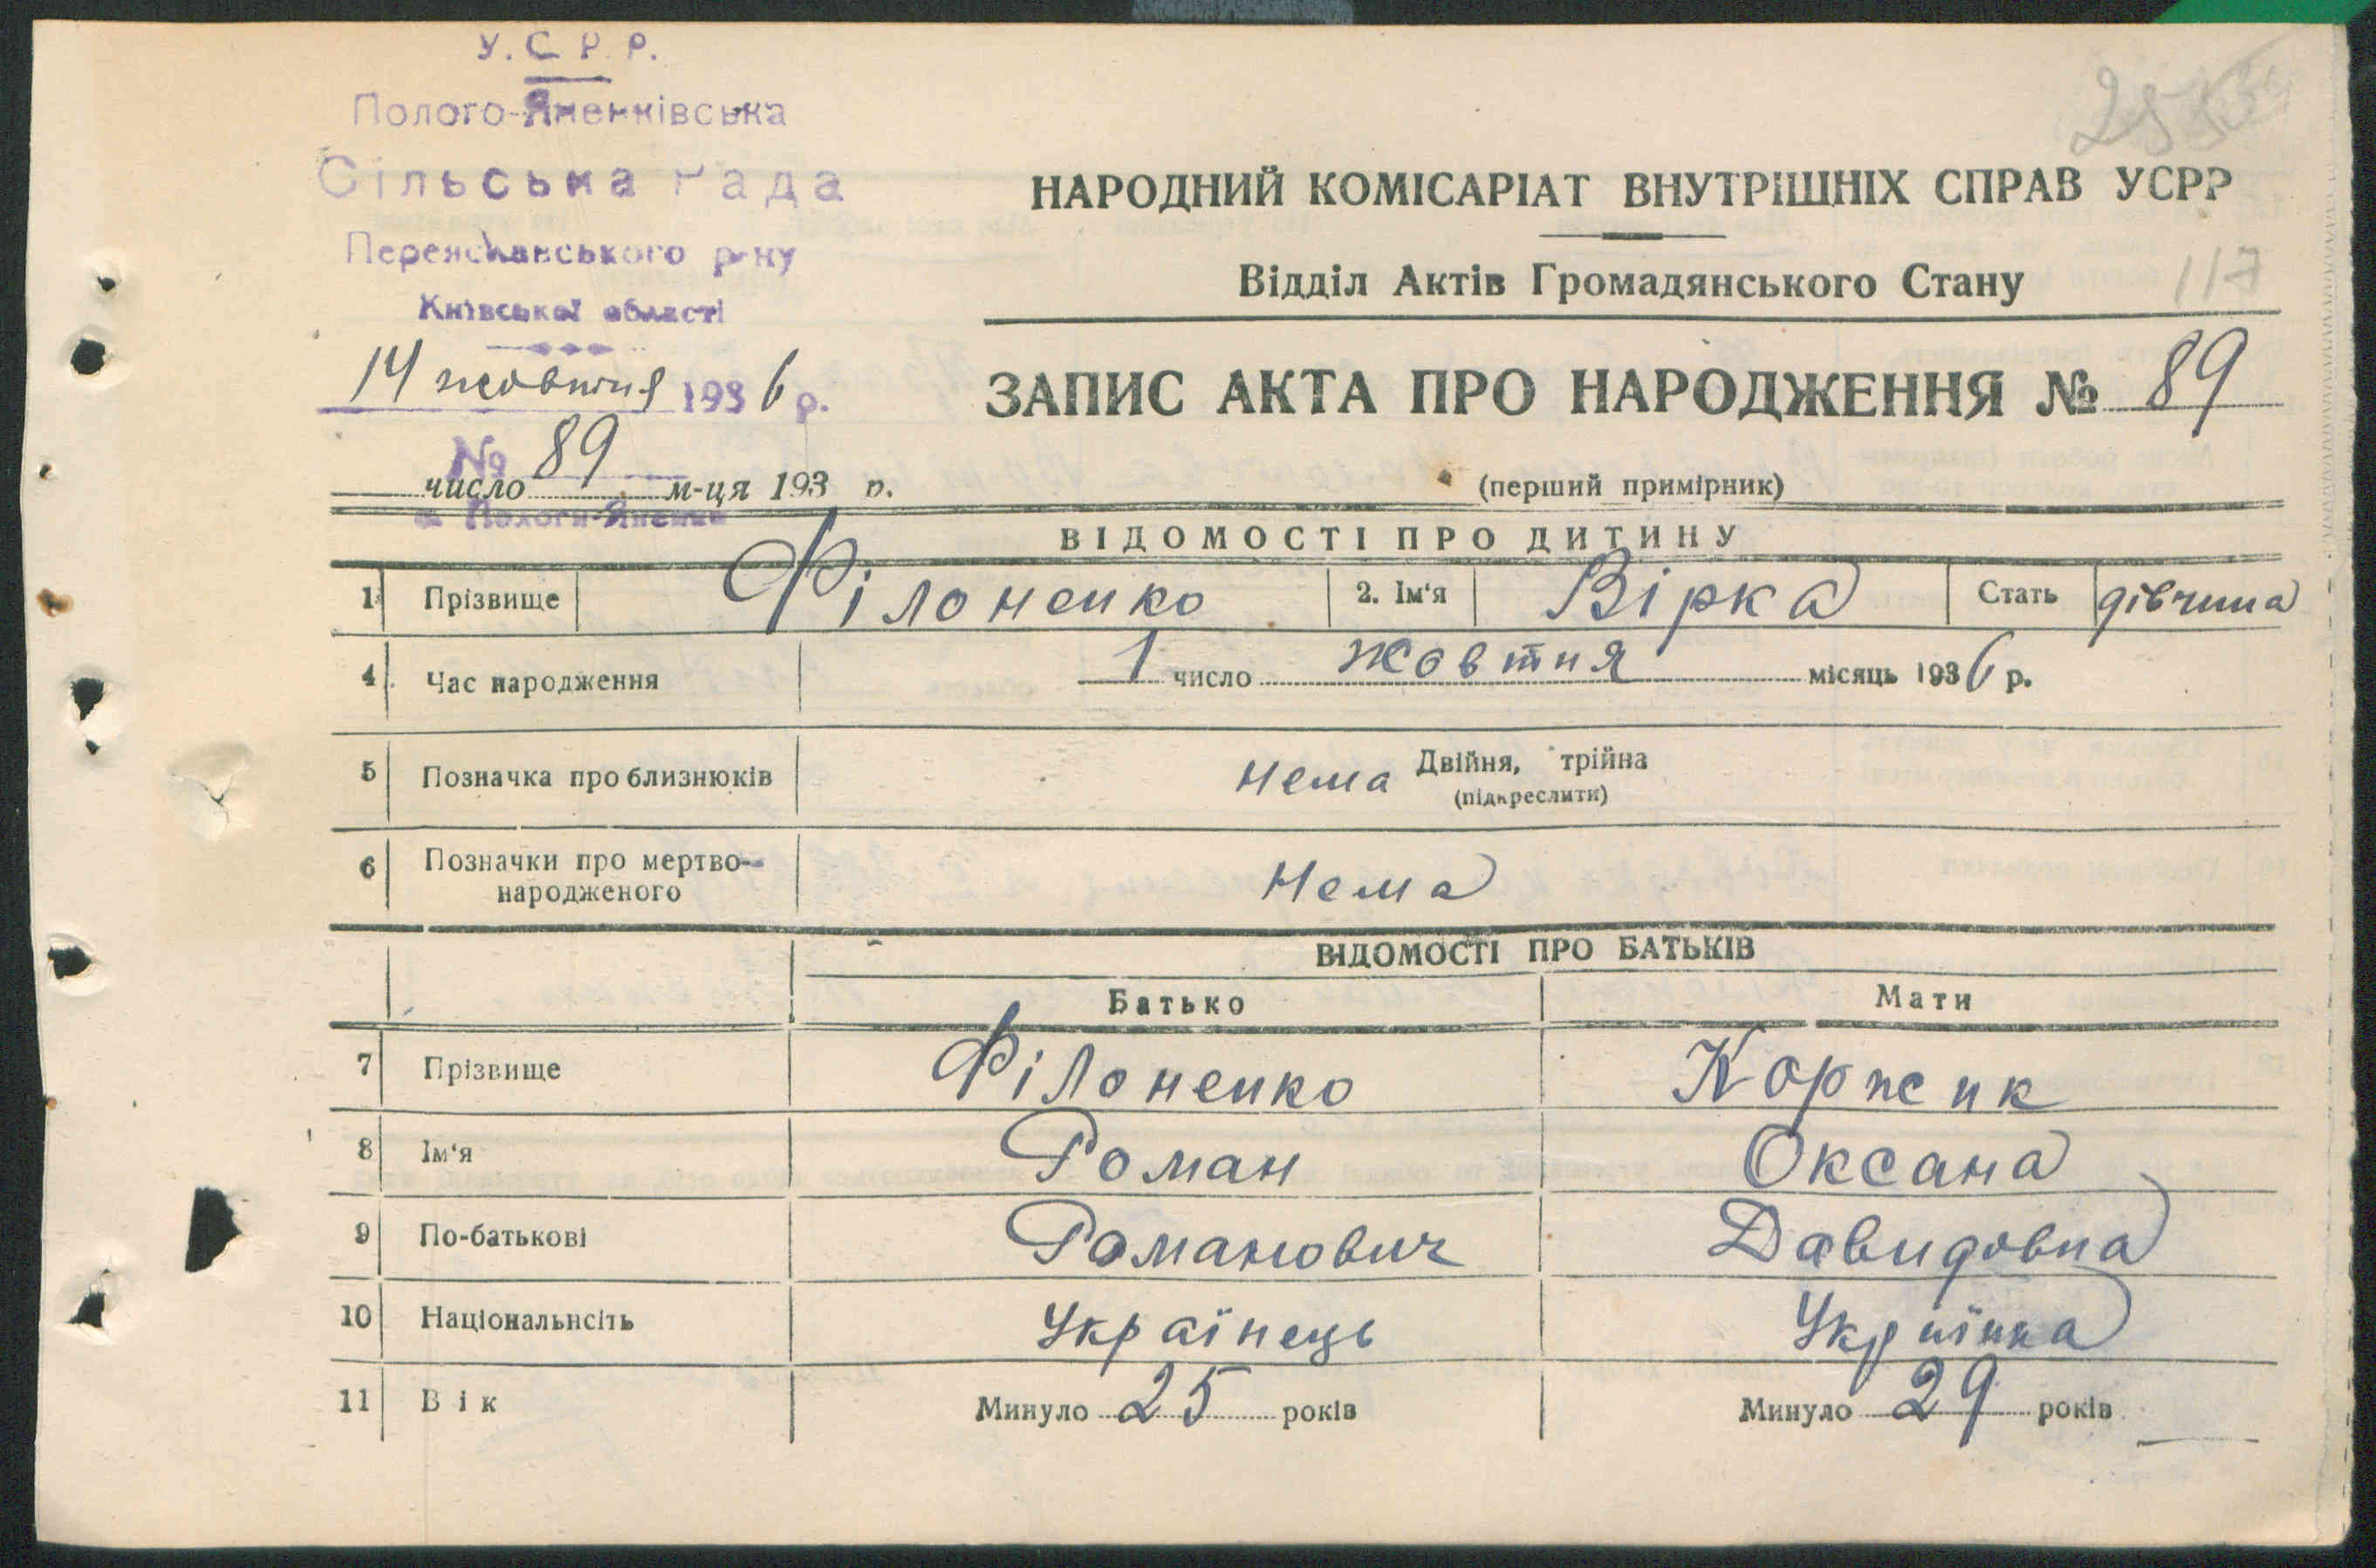 У.С.Р.Р.
Полого-Яненківська
Сільська Рада
Переяславського р-ну
Київської області
14 жовтня 1936 р.
№ 89
число м-ця 193 р.
с. Пологи-Яненки
117
НАРОДНИЙ КОМІСАРІАТ ВНУТРІШНІХ СПРАВ УСРР
Відділ Актів Громадянського Стану
ЗАПИС АКТА ПРО НАРОДЖЕННЯ № 89
(перший примірник)
ВІДОМОСТІ ПРО ДИТИНУ
1 Прізвище Філоненко 2. Ім'я Вірка Стать дівчина
4 Час народження 1 число жовтня місяць 1936 р.
5 Позначка про близнюків нема Двійня, трійна
(підкреслити)
6 Позначки про мертво-
народженого нема
ВІДОМОСТІ ПРО БАТЬКІВ
Батько Мати
7 Прізвище Філоненко Коржик
8 Ім'я Роман Оксана
9 По-батькові Романович Давидовна
10 Національнсіть Українець Українка
11 Вік Минуло 25 років Минуло 29 років